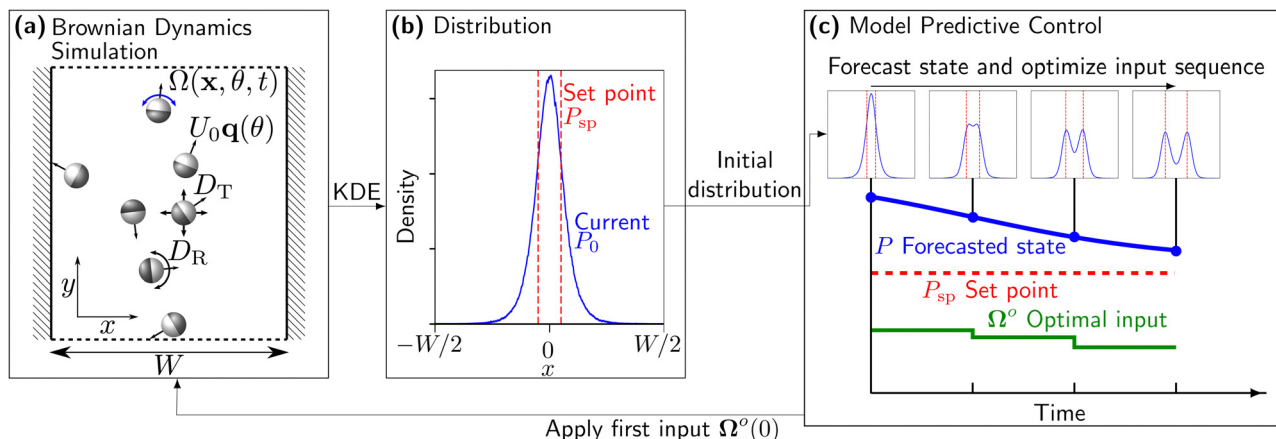 (a) Brownian Dynamics
Simulation
Ω(𝐱, θ, t)
U₀𝐪(θ)
D_T
D_R
y
x
W
KDE
(b) Distribution
Density
Set point
P_sp
Current
P₀
−W/2
0
W/2
x
Initial
distribution
(c) Model Predictive Control
Forecast state and optimize input sequence
P Forecasted state
P_sp Set point
𝛀ᵒ Optimal input
Time
Apply first input 𝛀ᵒ(0)